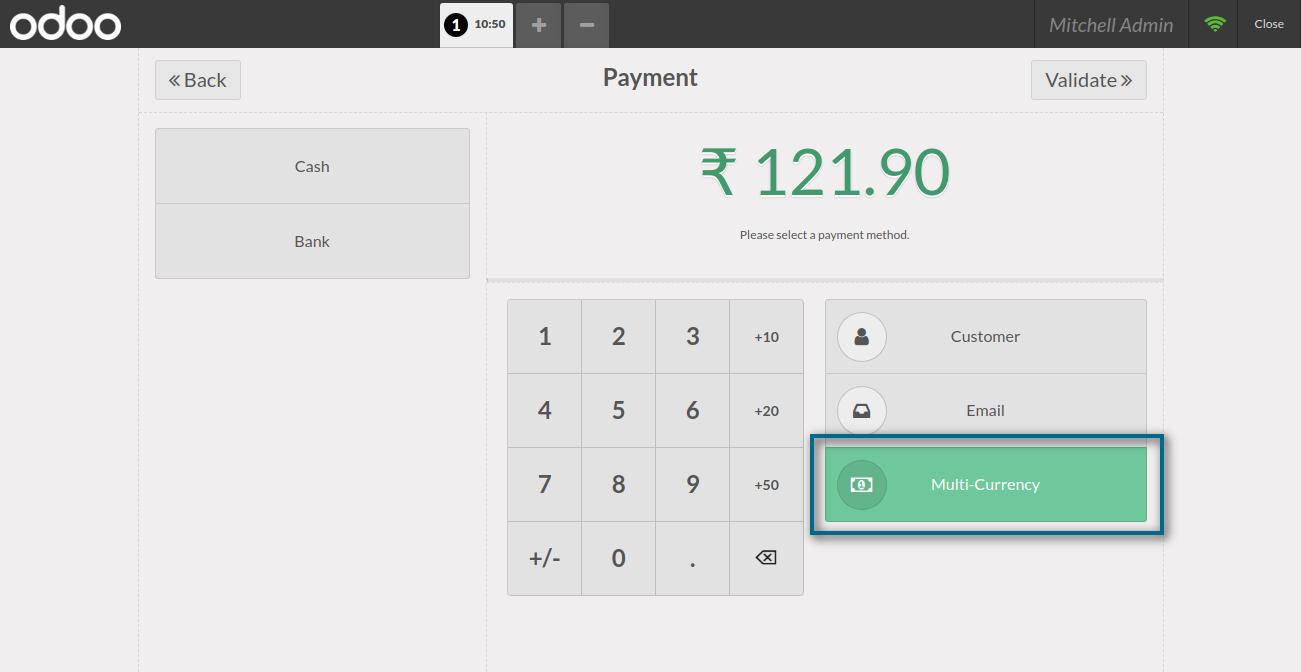 odoo
1 10:50 + −
Mitchell Admin
Close
« Back
Payment
Validate »
Cash
Bank
₹ 121.90
Please select a payment method.
1 2 3 +10
4 5 6 +20
7 8 9 +50
+/- 0 .
Customer
Email
Multi-Currency